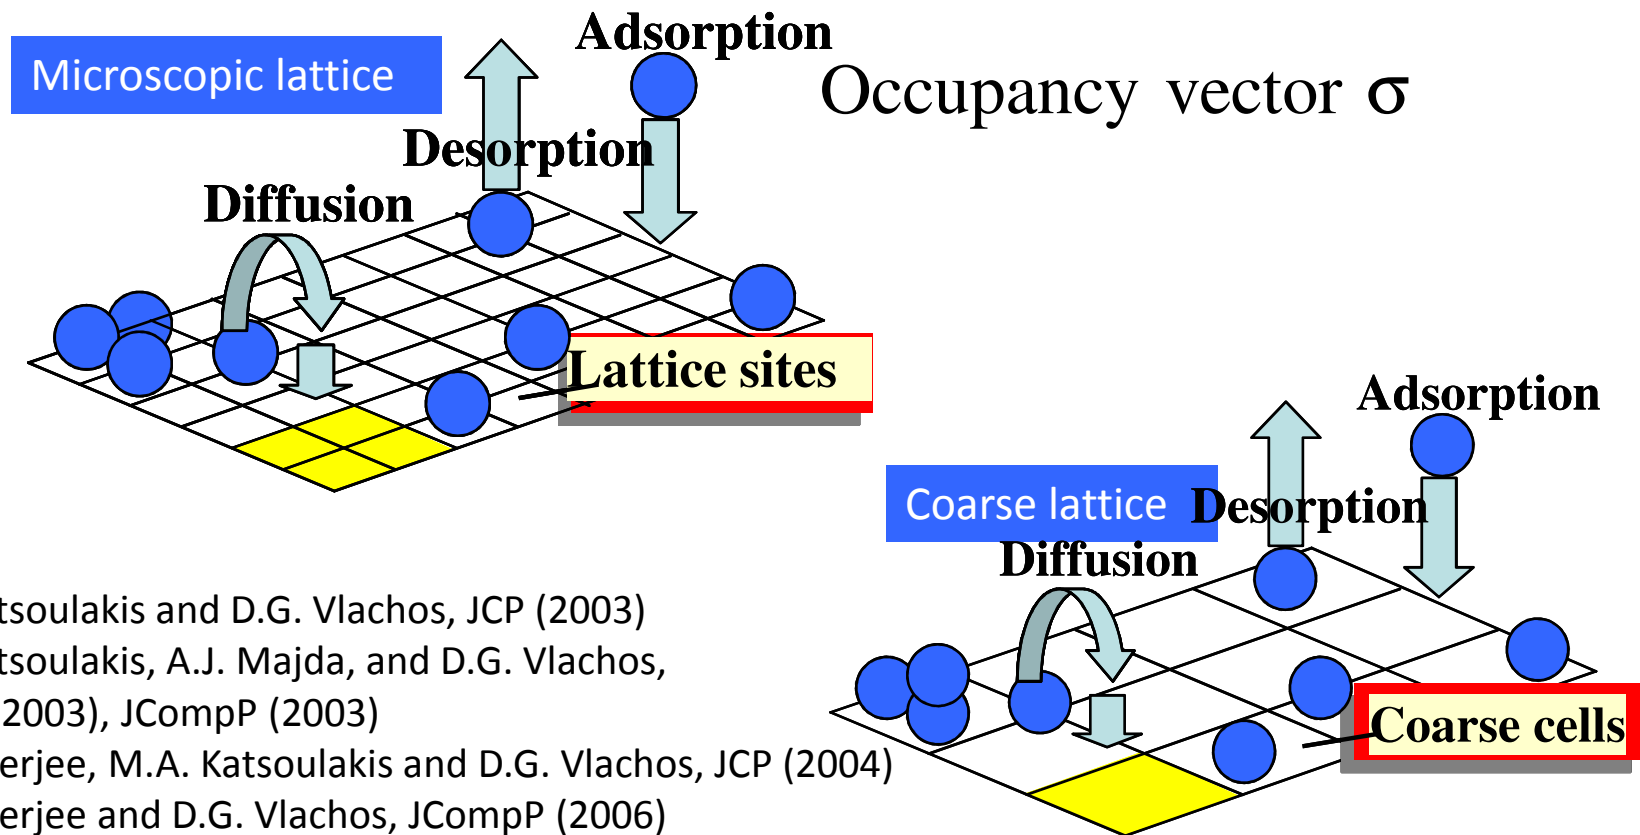 Microscopic lattice
Adsorption
Occupancy vector σ
Desorption
Diffusion
Lattice sites
Adsorption
Coarse lattice
Desorption
Diffusion
Coarse cells
tsoulakis and D.G. Vlachos, JCP (2003)
tsoulakis, A.J. Majda, and D.G. Vlachos,
2003), JCompP (2003)
erjee, M.A. Katsoulakis and D.G. Vlachos, JCP (2004)
erjee and D.G. Vlachos, JCompP (2006)